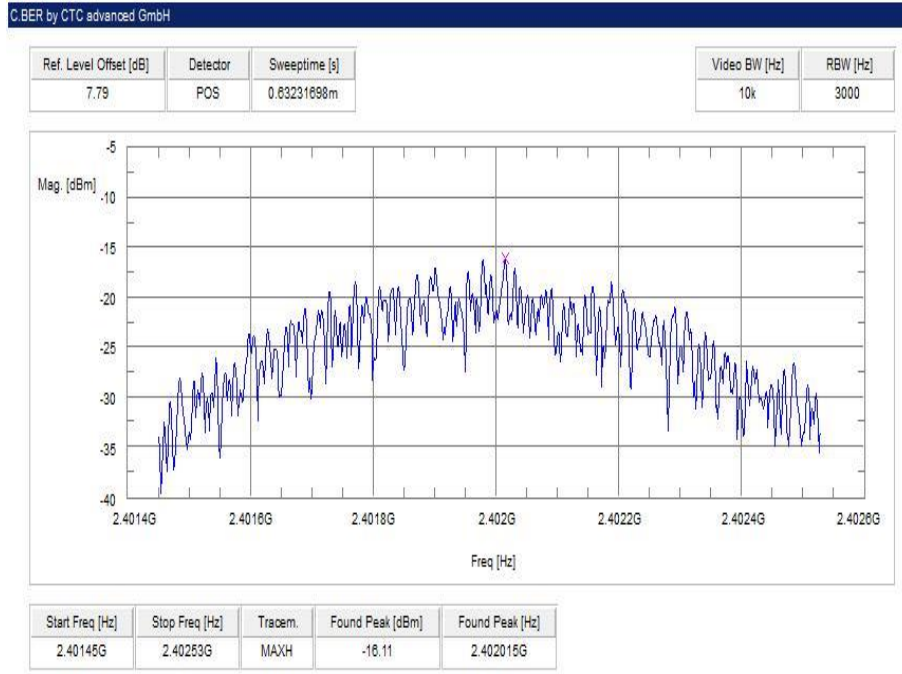 C.BER by CTC advanced GmbH
Ref. Level Offset [dB] Detector Sweeptime [s] Video BW [Hz] RBW [Hz]
7.79 POS 0.63231698m 10k 3000
-5
Mag. [dBm]
-10
-15
-20
-25
-30
-35
-40
2.4014G 2.4016G 2.4018G 2.402G 2.4022G 2.4024G 2.4026G
Freq [Hz]
Start Freq [Hz] Stop Freq [Hz] Tracem. Found Peak [dBm] Found Peak [Hz]
2.40145G 2.40253G MAXH -16.11 2.402015G